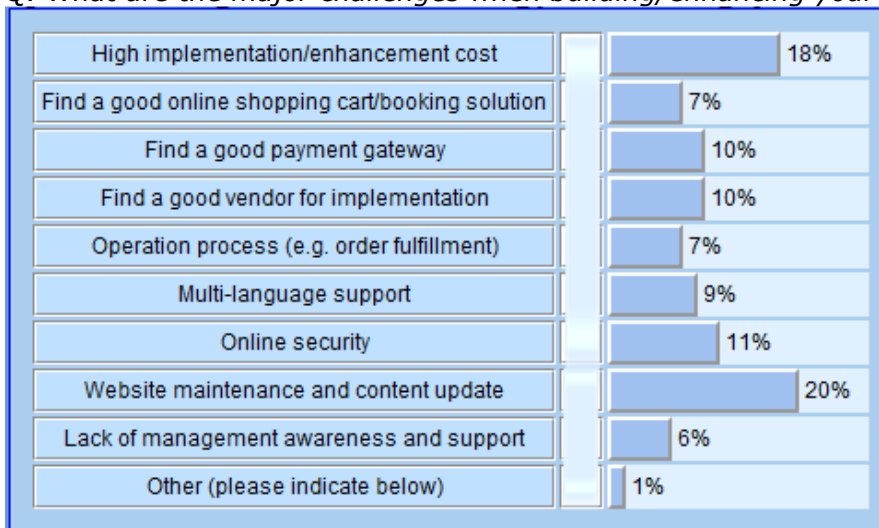 Q: What are the major challenges when building/enhancing your
High implementation/enhancement cost 18%
Find a good online shopping cart/booking solution 7%
Find a good payment gateway 10%
Find a good vendor for implementation 10%
Operation process (e.g. order fulfillment) 7%
Multi-language support 9%
Online security 11%
Website maintenance and content update 20%
Lack of management awareness and support 6%
Other (please indicate below) 1%